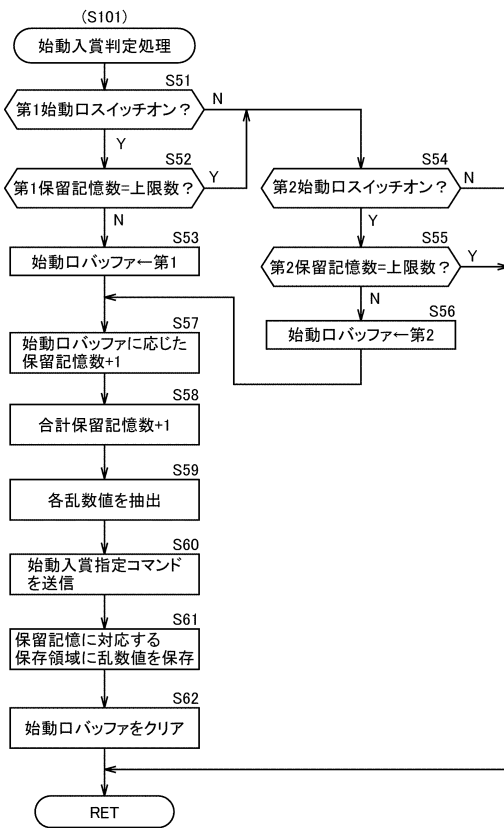 (S101)
始動入賞判定処理
S51
第1始動口スイッチオン?
N
Y
S52
第1保留記憶数=上限数?
Y
N
S53
始動口バッファ←第1
S54
第2始動口スイッチオン?
N
Y
S55
第2保留記憶数=上限数?
Y
N
S56
始動口バッファ←第2
S57
始動口バッファに応じた
保留記憶数+1
S58
合計保留記憶数+1
S59
各乱数値を抽出
S60
始動入賞指定コマンド
を送信
S61
保留記憶に対応する
保存領域に乱数値を保存
S62
始動口バッファをクリア
RET